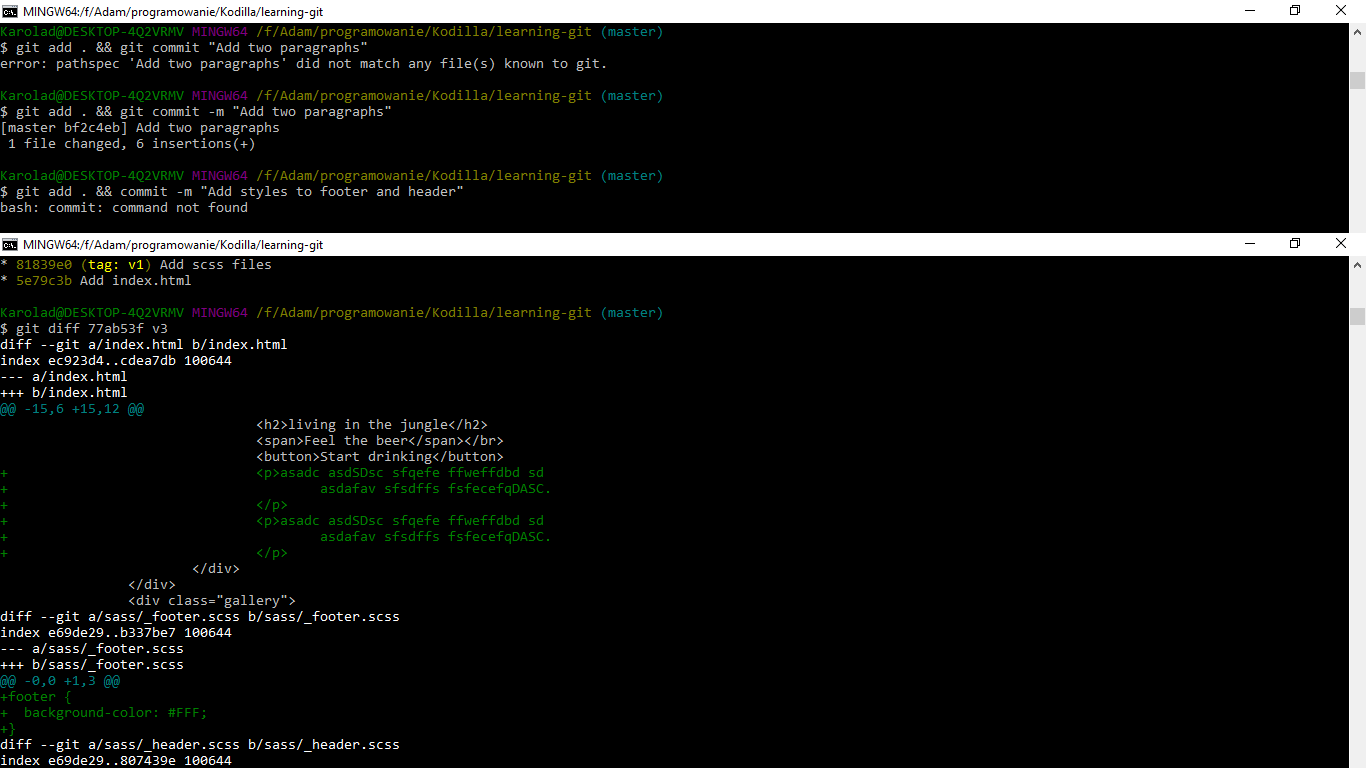 MINGW64:/f/Adam/programowanie/Kodilla/learning-git
Karolad@DESKTOP-4Q2VRMV MINGW64 /f/Adam/programowanie/Kodilla/learning-git (master)
$ git add . && git commit "Add two paragraphs"
error: pathspec 'Add two paragraphs' did not match any file(s) known to git.
Karolad@DESKTOP-4Q2VRMV MINGW64 /f/Adam/programowanie/Kodilla/learning-git (master)
$ git add . && git commit -m "Add two paragraphs"
[master bf2c4eb] Add two paragraphs
 1 file changed, 6 insertions(+)
Karolad@DESKTOP-4Q2VRMV MINGW64 /f/Adam/programowanie/Kodilla/learning-git (master)
$ git add . && commit -m "Add styles to footer and header"
bash: commit: command not found
MINGW64:/f/Adam/programowanie/Kodilla/learning-git
* 81839e0 (tag: v1) Add scss files
* 5e79c3b Add index.html
Karolad@DESKTOP-4Q2VRMV MINGW64 /f/Adam/programowanie/Kodilla/learning-git (master)
$ git diff 77ab53f v3
diff --git a/index.html b/index.html
index ec923d4..cdea7db 100644
--- a/index.html
+++ b/index.html
@@ -15,6 +15,12 @@
<h2>living in the jungle</h2>
<span>Feel the beer</span></br>
<button>Start drinking</button>
+ <p>asadc asdSDsc sfqefe ffweffdbd sd
+ asdafav sfsdffs fsfecefqDASC.
+ </p>
+ <p>asadc asdSDsc sfqefe ffweffdbd sd
+ asdafav sfsdffs fsfecefqDASC.
+ </p>
</div>
</div>
<div class="gallery">
diff --git a/sass/_footer.scss b/sass/_footer.scss
index e69de29..b337be7 100644
--- a/sass/_footer.scss
+++ b/sass/_footer.scss
@@ -0,0 +1,3 @@
+footer {
+  background-color: #FFF;
+}
diff --git a/sass/_header.scss b/sass/_header.scss
index e69de29..807439e 100644